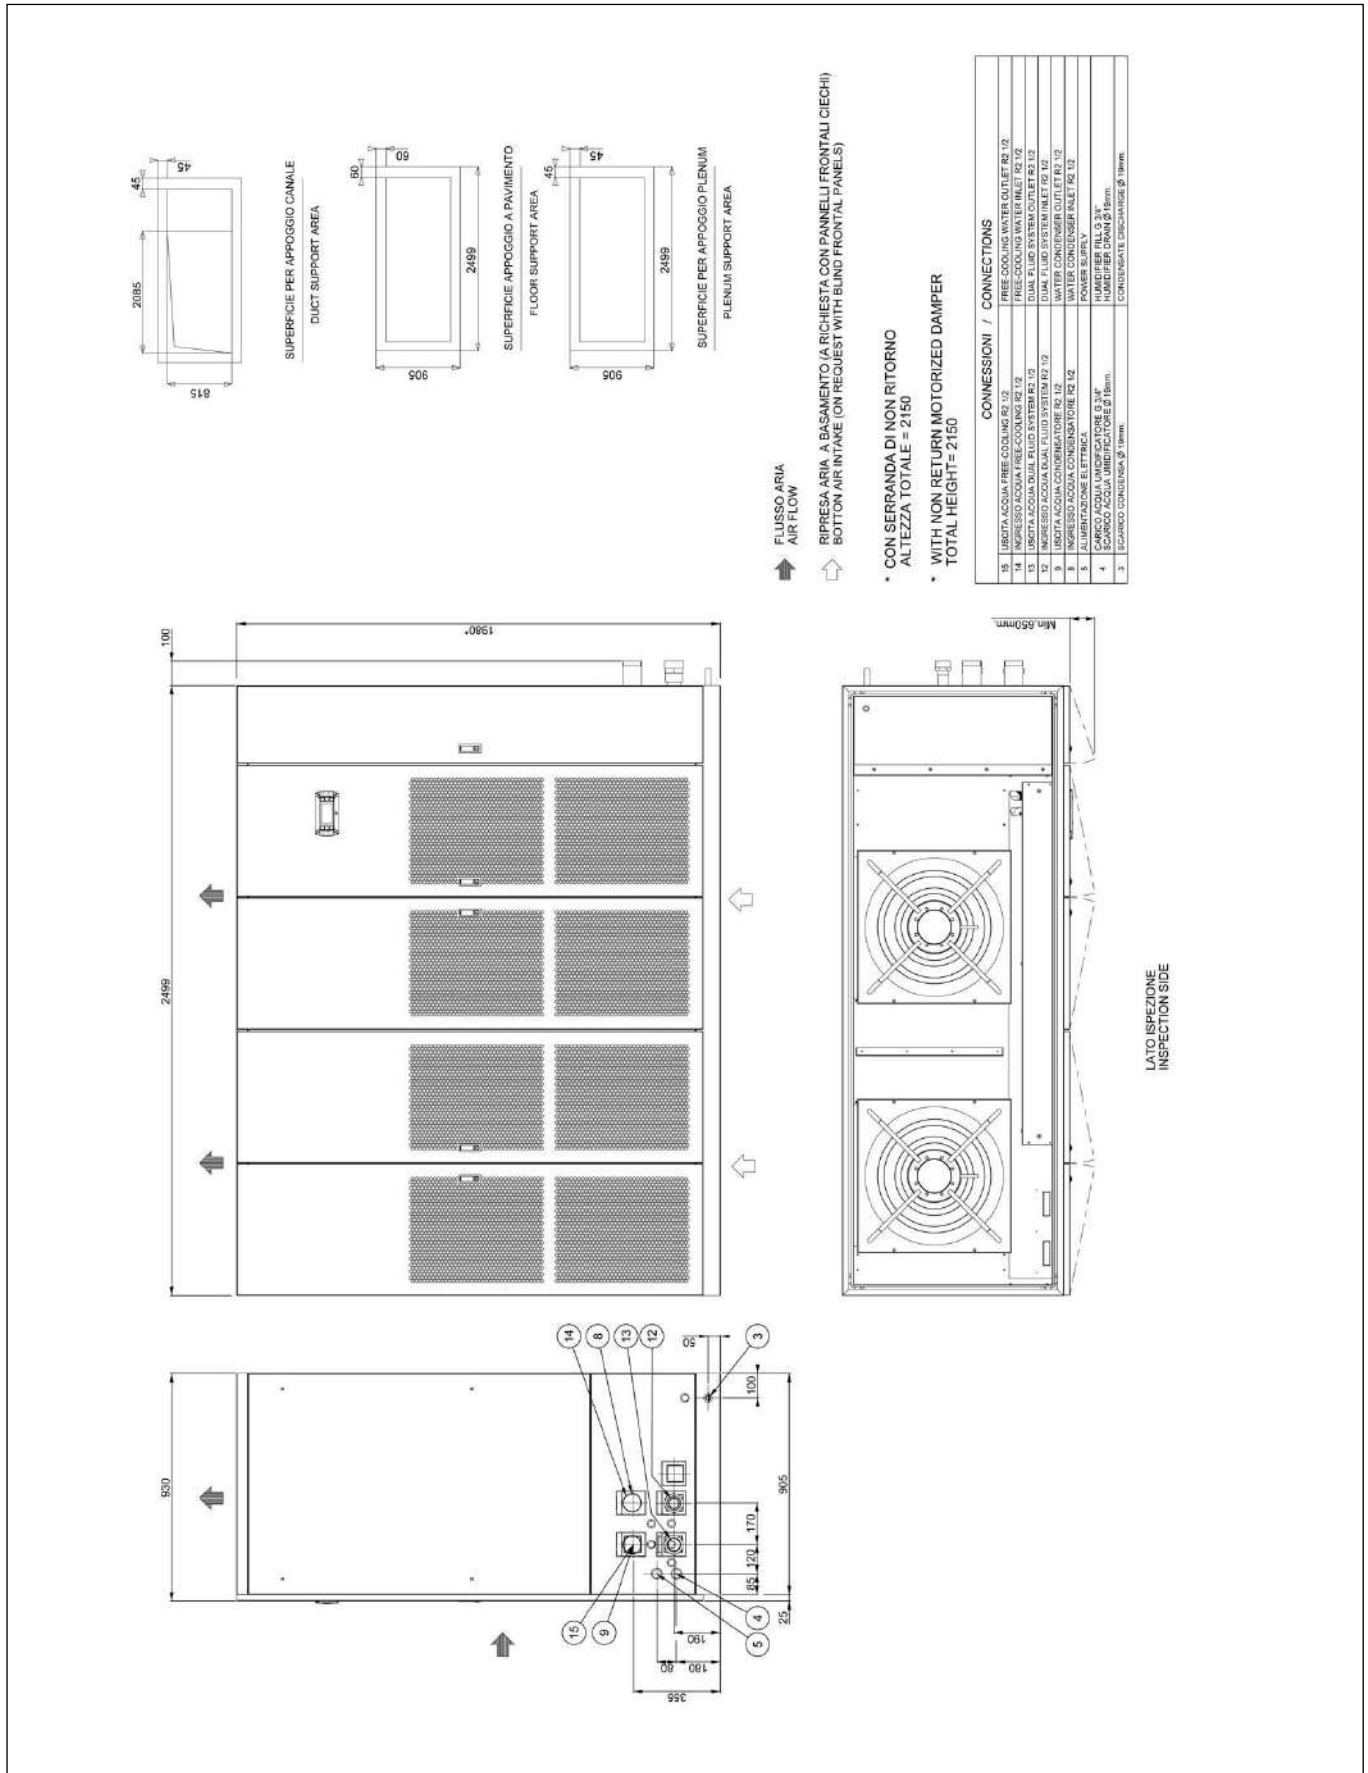 930
905
25
85
120
170
100
50
355
180
80
190
15
9
14
8
13
12
3
4
5
2499
100
1980*
Min.650mm.
LATO ISPEZIONE
INSPECTION SIDE
2085
45
45
815
SUPERFICIE PER APPOGGIO CANALE
DUCT SUPPORT AREA
60
60
905
2499
SUPERFICIE APPOGGIO A PAVIMENTO
FLOOR SUPPORT AREA
45
45
905
2499
SUPERFICIE PER APPOGGIO PLENUM
PLENUM SUPPORT AREA
FLUSSO ARIA
AIR FLOW
RIPRESA ARIA A BASAMENTO (A RICHIESTA CON PANNELLI FRONTALI CIECHI)
BOTTON AIR INTAKE (ON REQUEST WITH BLIND FRONTAL PANELS)
* CON SERRANDA DI NON RITORNO
ALTEZZA TOTALE = 2150
* WITH NON RETURN MOTORIZED DAMPER
TOTAL HEIGHT= 2150
CONNESSIONI / CONNECTIONS
15 USCITA ACQUA FREE-COOLING R2 1/2 FREE-COOLING WATER OUTLET R2 1/2
14 INGRESSO ACQUA FREE-COOLING R2 1/2 FREE-COOLING WATER INLET R2 1/2
13 USCITA ACQUA DUAL FLUID SYSTEM R2 1/2 DUAL FLUID SYSTEM OUTLET R2 1/2
12 INGRESSO ACQUA DUAL FLUID SYSTEM R2 1/2 DUAL FLUID SYSTEM INLET R2 1/2
9 USCITA ACQUA CONDENSATORE R2 1/2 WATER CONDENSER OUTLET R2 1/2
8 INGRESSO ACQUA CONDENSATORE R2 1/2 WATER CONDENSER INLET R2 1/2
5 ALIMENTAZIONE ELETTRICA POWER SUPPLY
4 CARICO ACQUA UMIDIFICATORE G 3/4" HUMIDIFIER FILL G 3/4"
SCARICO ACQUA UMIDIFICATORE Ø 19mm. HUMIDIFIER DRAIN Ø 19mm.
3 SCARICO CONDENSA Ø 19mm. CONDENSATE DISCHARGE Ø 19mm.